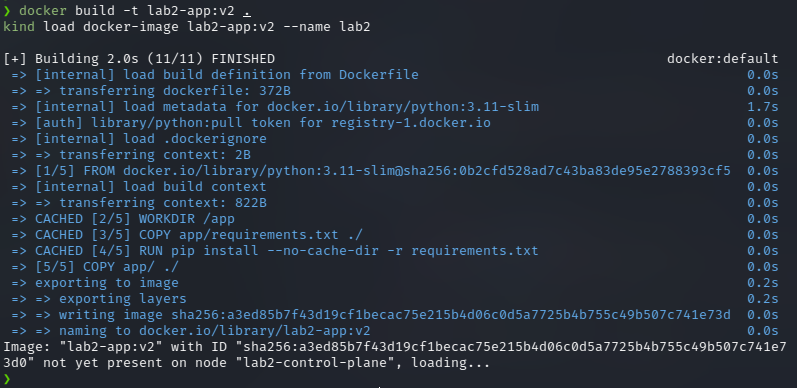 ❯ docker build -t lab2-app:v2 .
kind load docker-image lab2-app:v2 --name lab2
[+] Building 2.0s (11/11) FINISHED docker:default
=> [internal] load build definition from Dockerfile 0.0s
=> => transferring dockerfile: 372B 0.0s
=> [internal] load metadata for docker.io/library/python:3.11-slim 1.7s
=> [auth] library/python:pull token for registry-1.docker.io 0.0s
=> [internal] load .dockerignore 0.0s
=> => transferring context: 2B 0.0s
=> [1/5] FROM docker.io/library/python:3.11-slim@sha256:0b2cfd528ad7c43ba83de95e2788393cf5 0.0s
=> [internal] load build context 0.0s
=> => transferring context: 822B 0.0s
=> CACHED [2/5] WORKDIR /app 0.0s
=> CACHED [3/5] COPY app/requirements.txt ./ 0.0s
=> CACHED [4/5] RUN pip install --no-cache-dir -r requirements.txt 0.0s
=> [5/5] COPY app/ ./ 0.0s
=> exporting to image 0.2s
=> => exporting layers 0.2s
=> => writing image sha256:a3ed85b7f43d19cf1becac75e215b4d06c0d5a7725b4b755c49b507c741e73d 0.0s
=> => naming to docker.io/library/lab2-app:v2 0.0s
Image: "lab2-app:v2" with ID "sha256:a3ed85b7f43d19cf1becac75e215b4d06c0d5a7725b4b755c49b507c741e7
3d0" not yet present on node "lab2-control-plane", loading...
❯